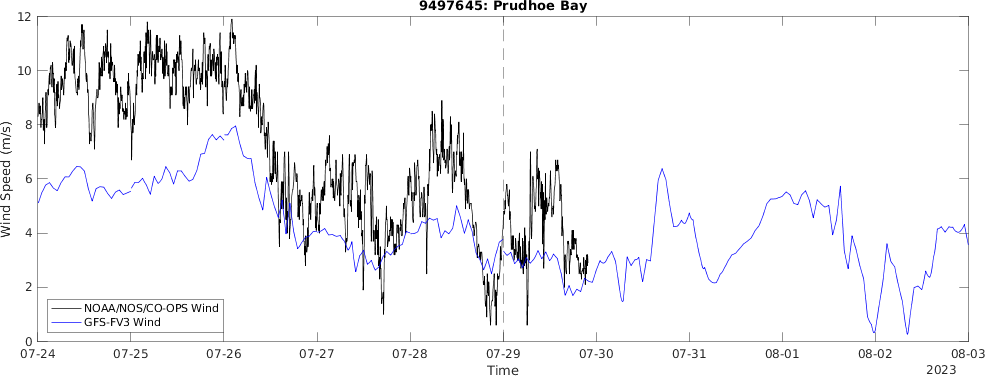 9497645: Prudhoe Bay
Wind Speed (m/s)
12
10
8
6
4
2
0
NOAA/NOS/CO-OPS Wind
GFS-FV3 Wind
07-24 07-25 07-26 07-27 07-28 07-29 07-30 07-31 08-01 08-02 08-03
Time
2023